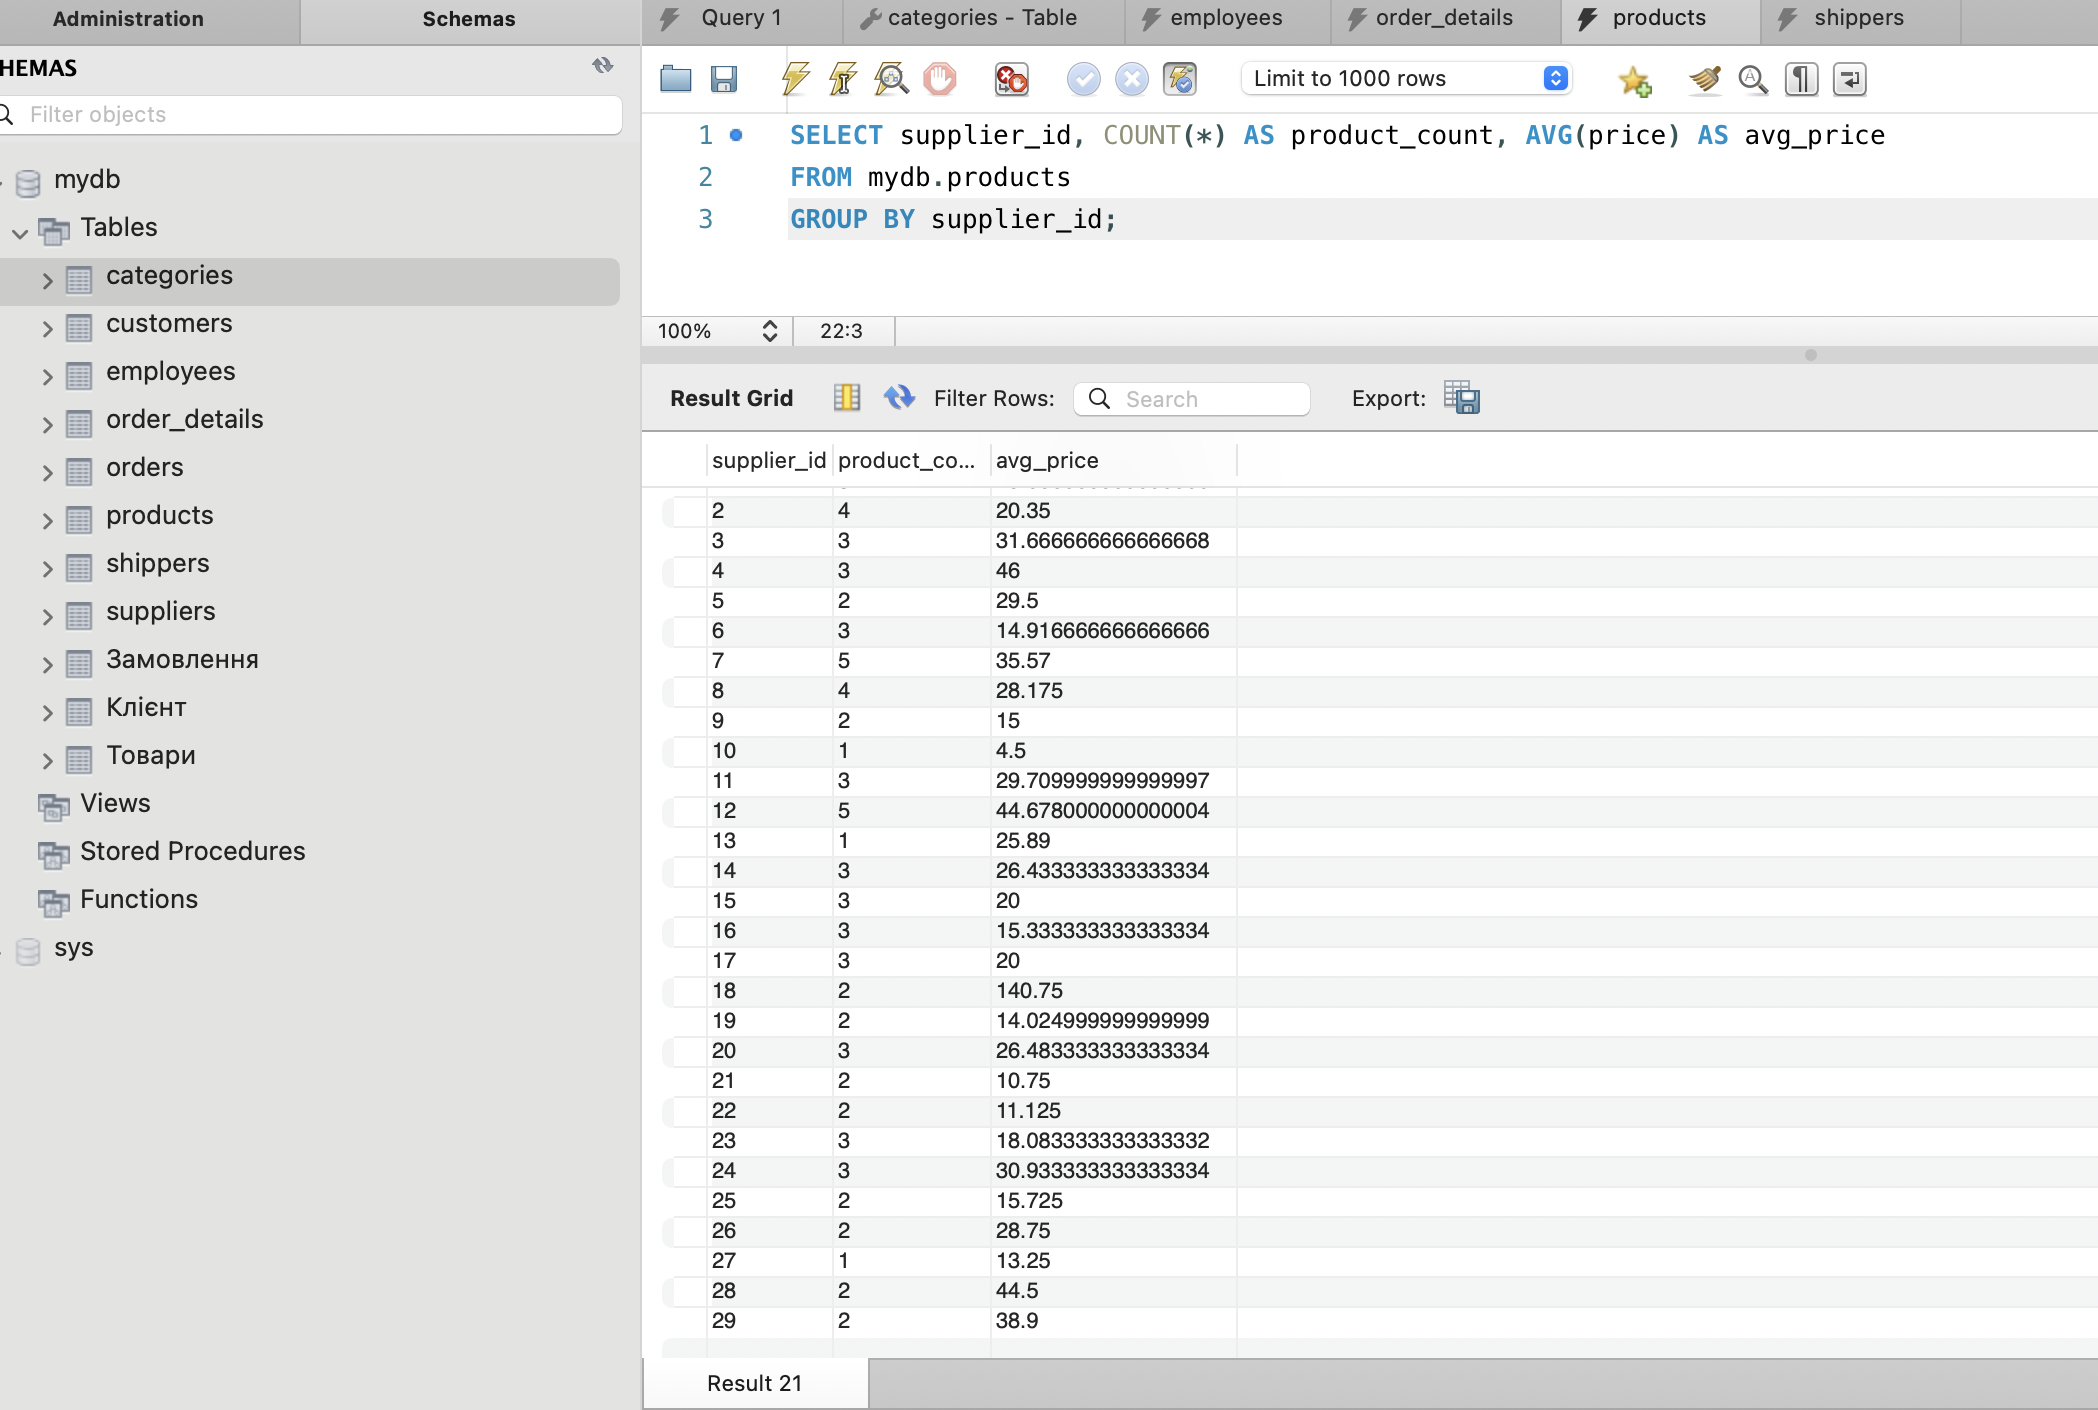 Administration Schemas
HEMAS
Filter objects
mydb
Tables
categories
customers
employees
order_details
orders
products
shippers
suppliers
Замовлення
Клієнт
Товари
Views
Stored Procedures
Functions
sys
Query 1 categories - Table employees order_details products shippers
Limit to 1000 rows
1 SELECT supplier_id, COUNT(*) AS product_count, AVG(price) AS avg_price
2 FROM mydb.products
3 GROUP BY supplier_id;
100% 22:3
Result Grid Filter Rows: Search Export:
supplier_id product_co... avg_price
2 4 20.35
3 3 31.666666666666668
4 3 46
5 2 29.5
6 3 14.916666666666666
7 5 35.57
8 4 28.175
9 2 15
10 1 4.5
11 3 29.709999999999997
12 5 44.678000000000004
13 1 25.89
14 3 26.433333333333334
15 3 20
16 3 15.333333333333334
17 3 20
18 2 140.75
19 2 14.024999999999999
20 3 26.483333333333334
21 2 10.75
22 2 11.125
23 3 18.083333333333332
24 3 30.933333333333334
25 2 15.725
26 2 28.75
27 1 13.25
28 2 44.5
29 2 38.9
Result 21